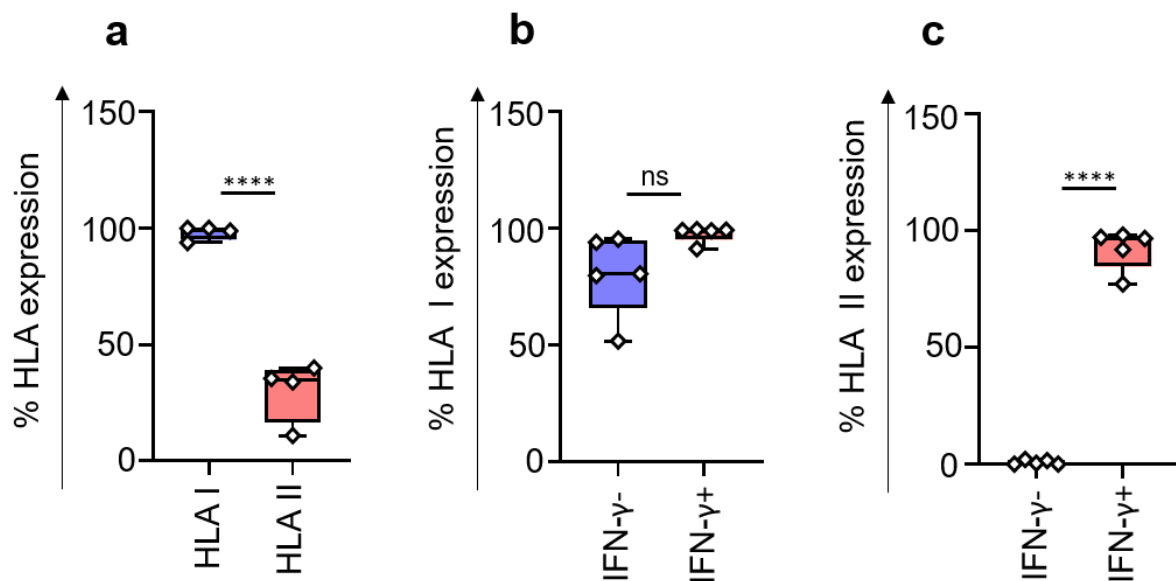 a
% HLA expression
150
100
50
0
****
HLA I
HLA II
b
% HLA I expression
150
100
50
0
ns
IFN-γ-
IFN-γ+
c
% HLA II expression
150
100
50
0
****
IFN-γ-
IFN-γ+